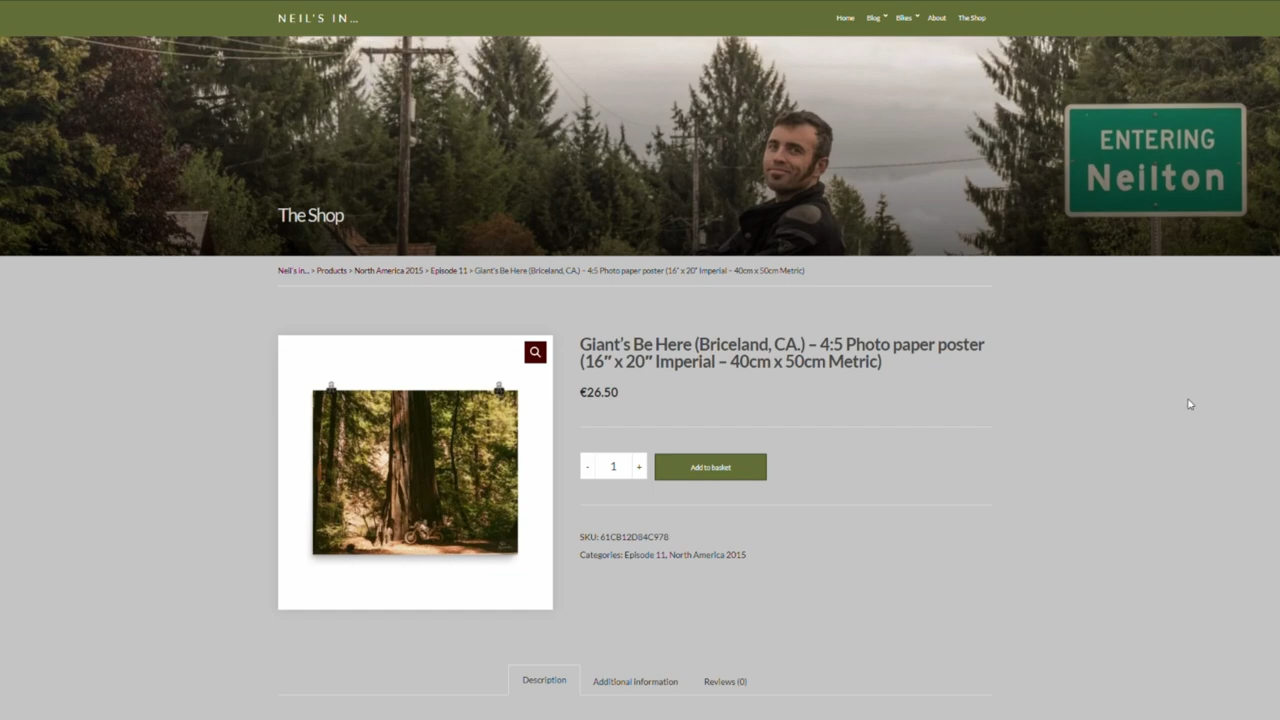 NEIL'S IN...
Home
Blog
Bikes
About
The Shop
ENTERING
Neilton
The Shop
Neil's in... > Products > North America 2015 > Episode 11 > Giant's Be Here (Briceland, CA.) – 4:5 Photo paper poster (16″ x 20″ Imperial – 40cm x 50cm Metric)
Giant's Be Here (Briceland, CA.) – 4:5 Photo paper poster
(16″ x 20″ Imperial – 40cm x 50cm Metric)
€26.50
- 1 +
Add to basket
SKU: 61CB12D84C978
Categories: Episode 11, North America 2015
Description
Additional information
Reviews (0)